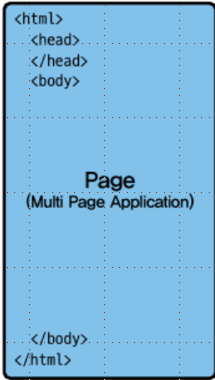 <html>
<head>
</head>
<body>
Page
(Multi Page Application)
</body>
</html>